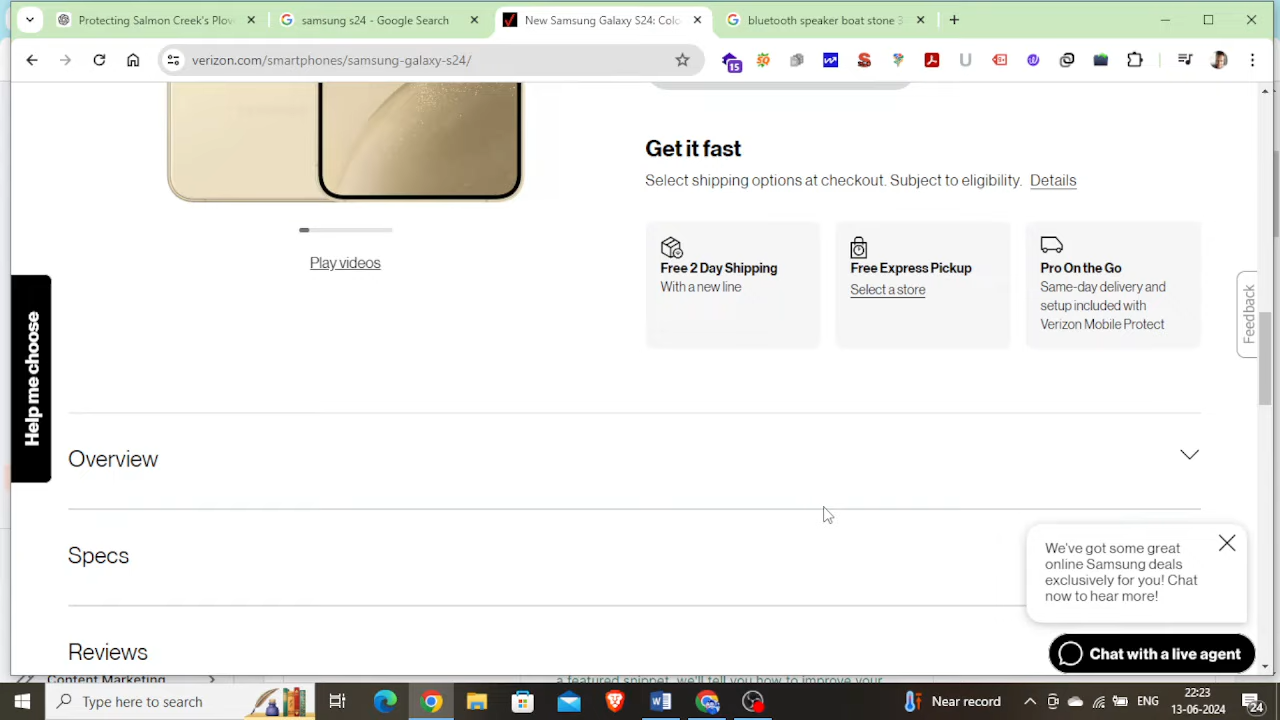 Protecting Salmon Creek's Plov
samsung s24 - Google Search
New Samsung Galaxy S24: Colo
bluetooth speaker boat stone 3
verizon.com/smartphones/samsung-galaxy-s24/
15
Get it fast
Select shipping options at checkout. Subject to eligibility. Details
Play videos
Free 2 Day Shipping
With a new line
Free Express Pickup
Select a store
Pro On the Go
Same-day delivery and
setup included with
Verizon Mobile Protect
Help me choose
Feedback
Overview
Specs
Reviews
We've got some great
online Samsung deals
exclusively for you! Chat
now to hear more!
Chat with a live agent
Content Marketing
a featured snippet, we'll tell you how to improve your
Type here to search
Near record
ENG
22:23
13-06-2024
24